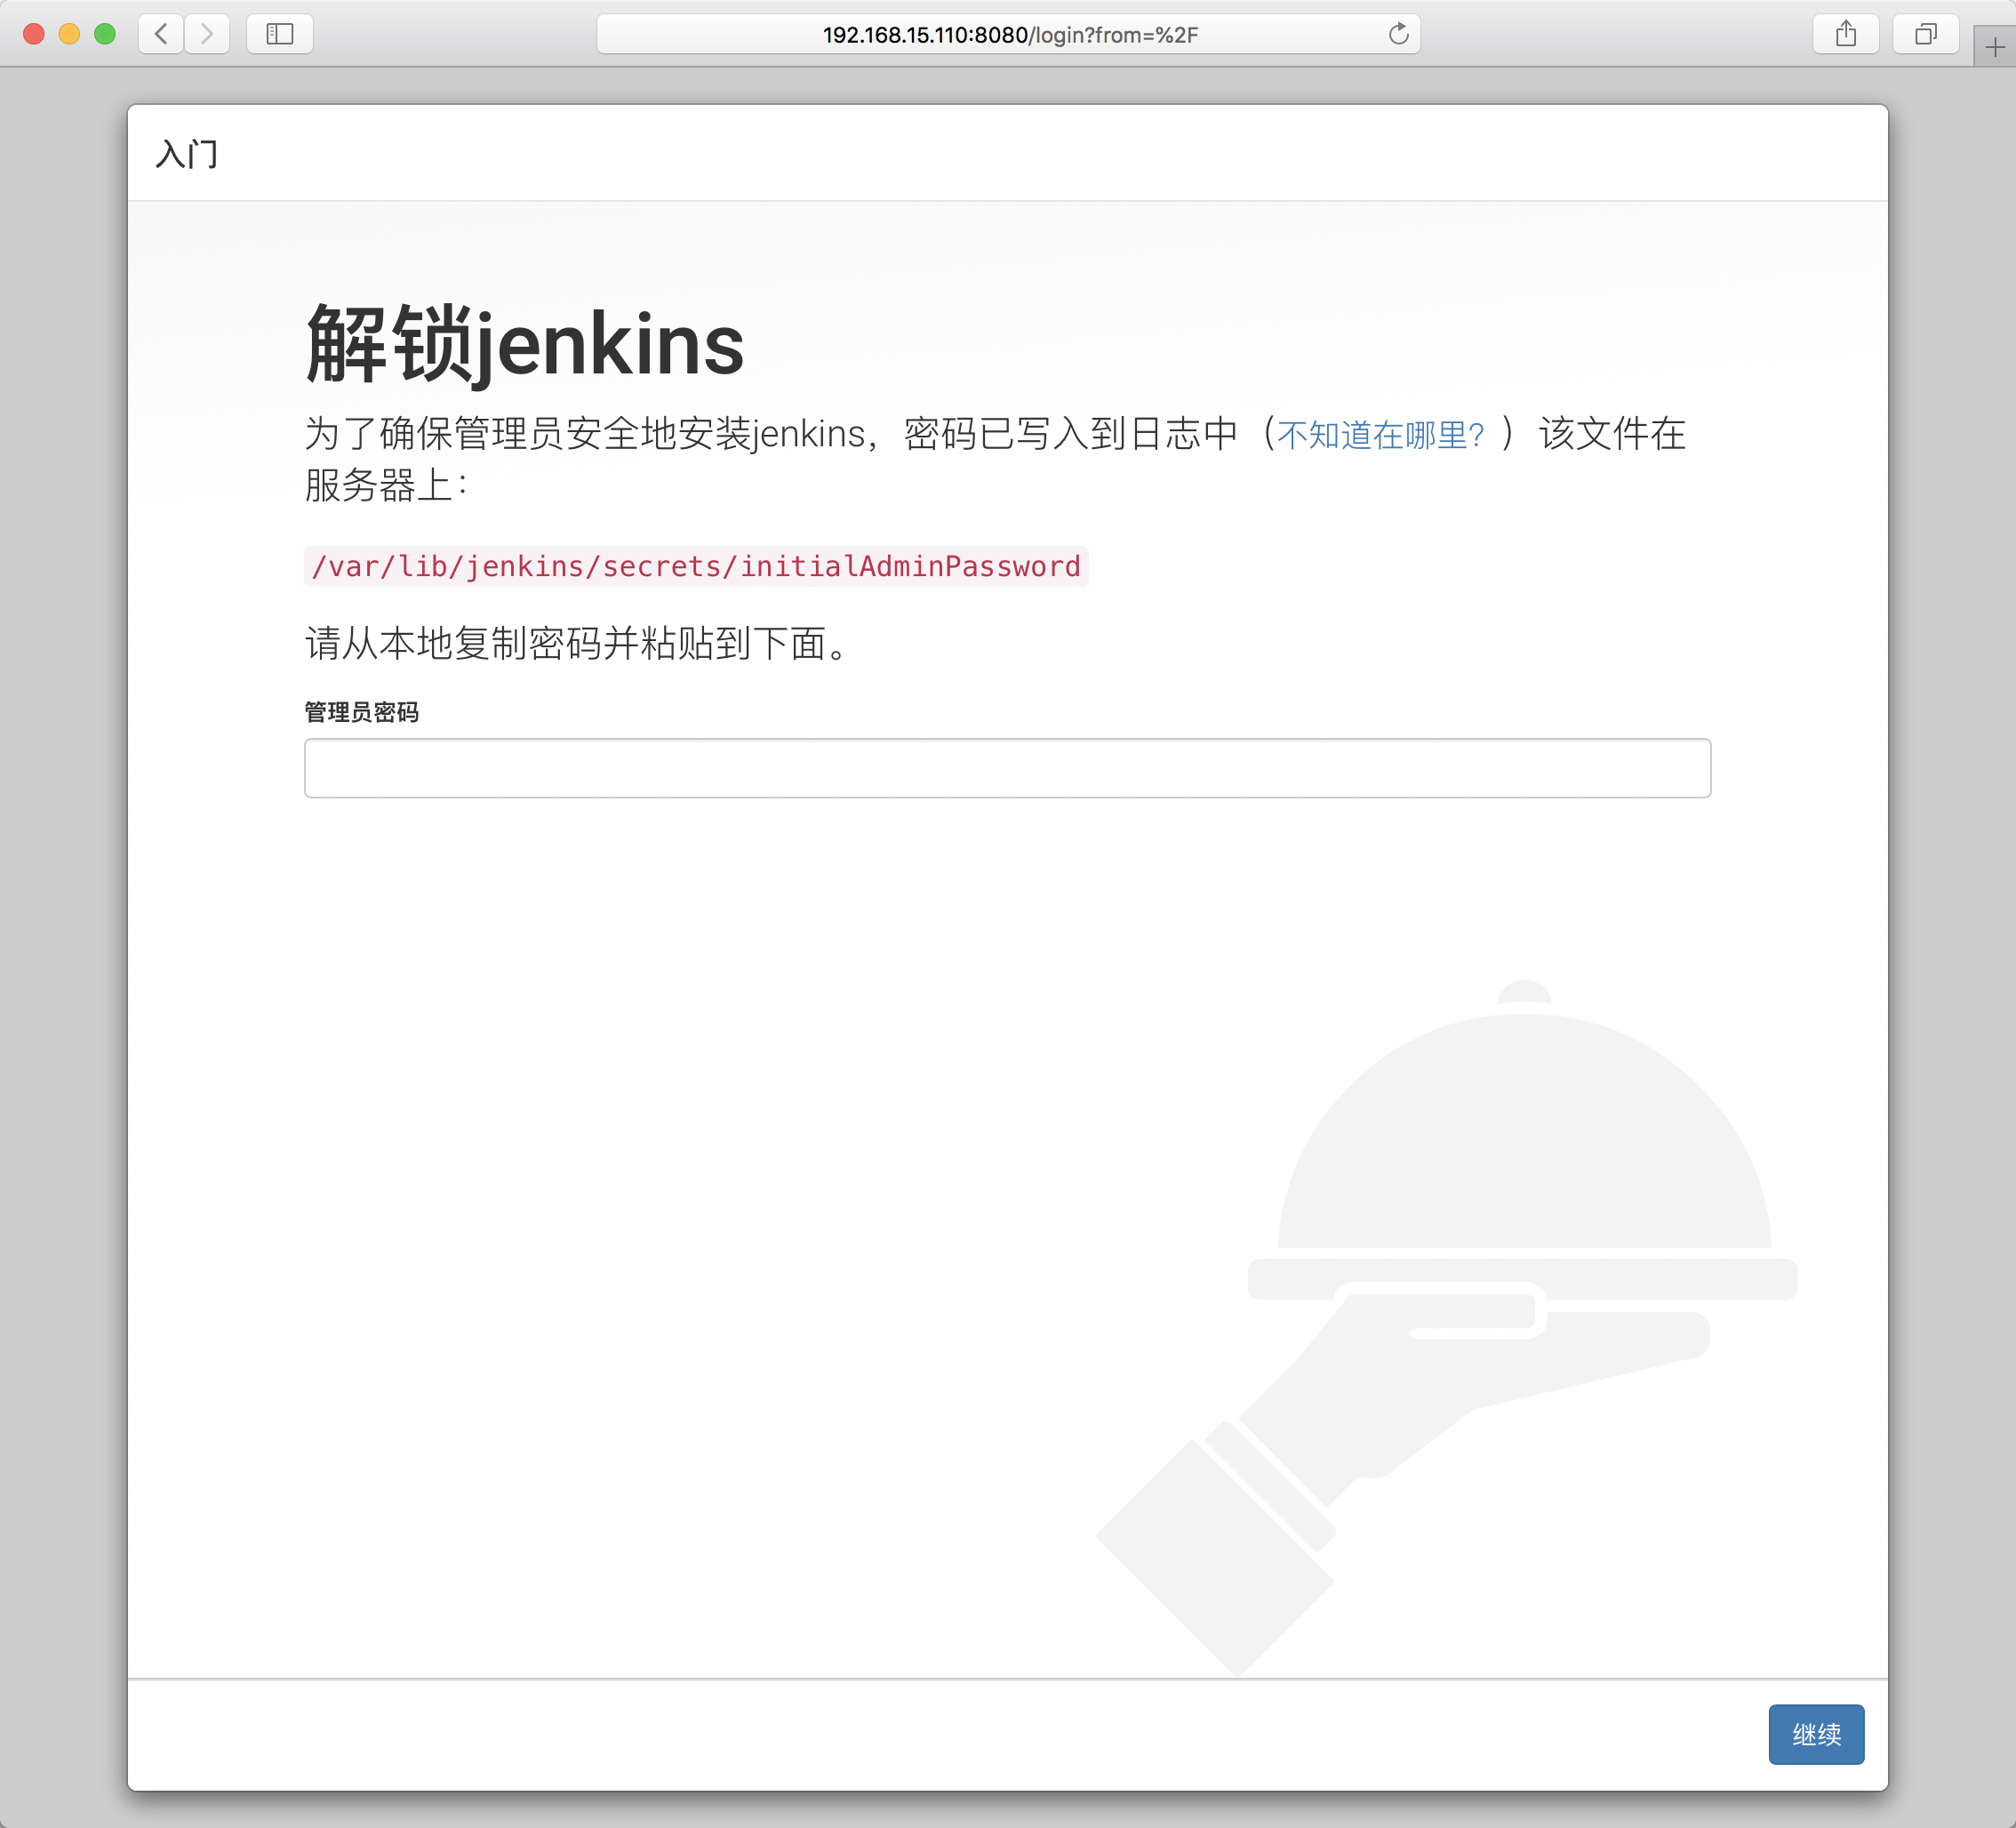 192.168.15.110:8080/login?from=%2F
入门
解锁jenkins
为了确保管理员安全地安装jenkins，密码已写入到日志中（不知道在哪里？）该文件在
服务器上：
/var/lib/jenkins/secrets/initialAdminPassword
请从本地复制密码并粘贴到下面。
管理员密码
继续